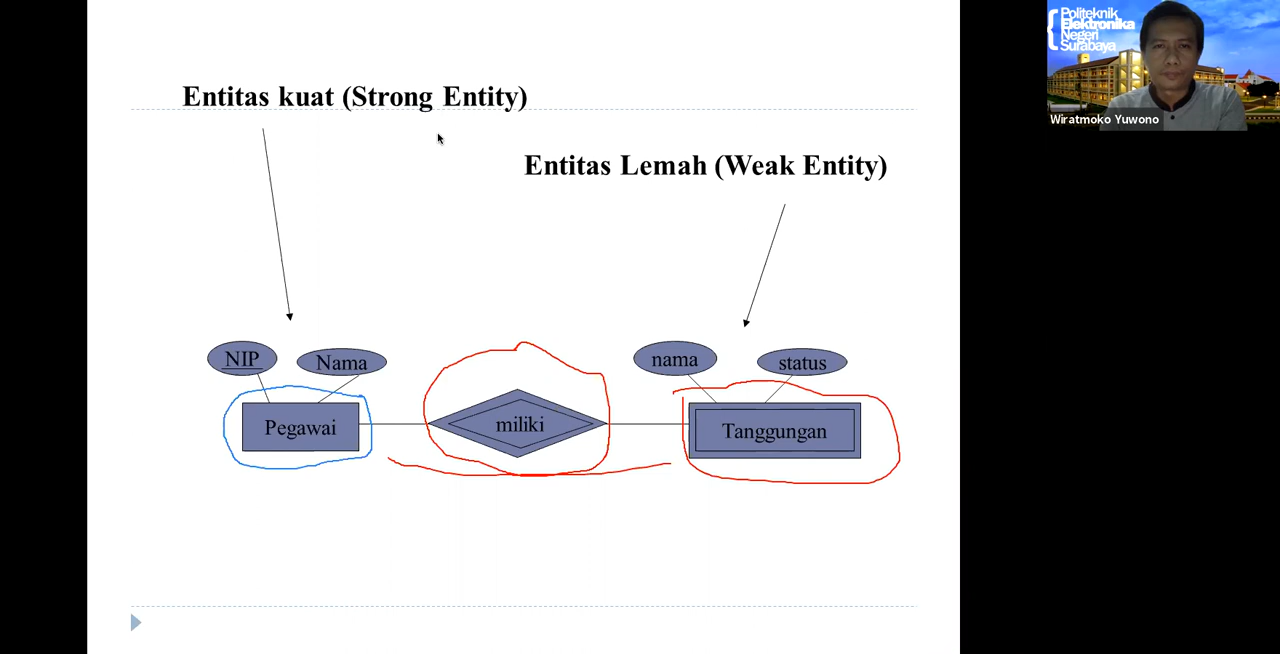 Entitas kuat (Strong Entity)
Entitas Lemah (Weak Entity)
NIP
Nama
nama
status
Pegawai
miliki
Tanggungan
Politeknik
Elektronika
Negeri
Surabaya
Wiratmoko Yuwono